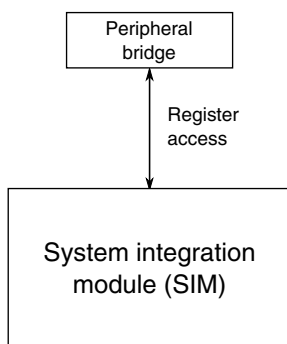 Peripheral
bridge
Register
access
System integration
module (SIM)